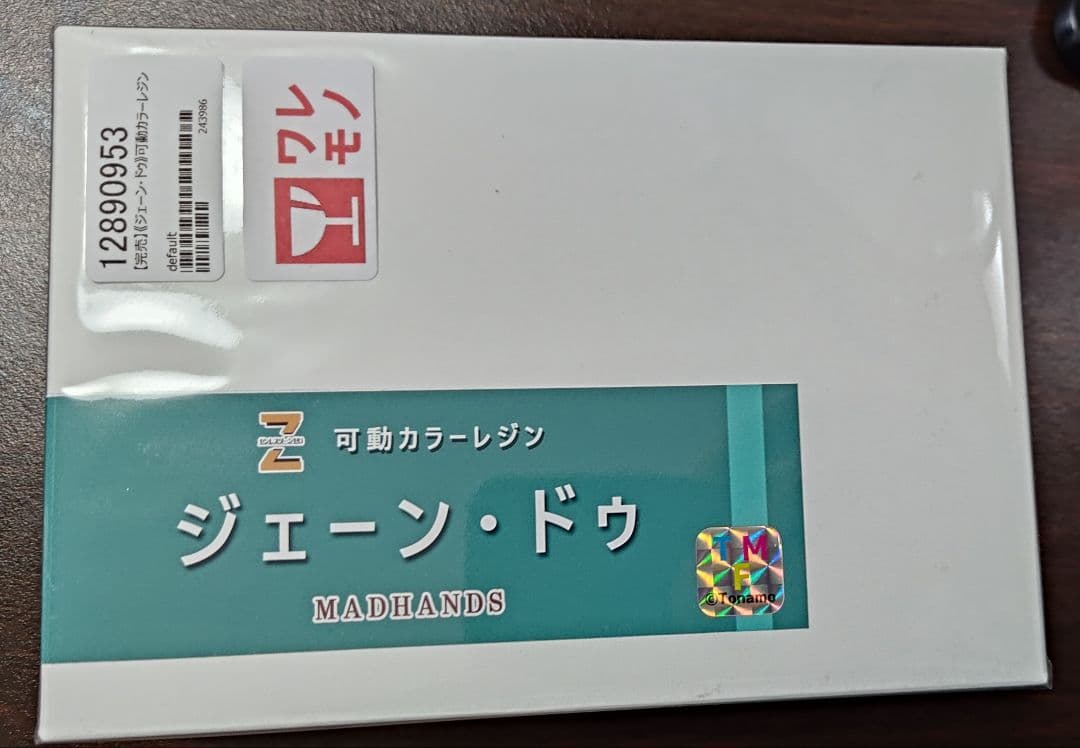 12890953
【完売】《ジェーン・ドゥ》可動カラーレジン
default
243986
ワレ
モノ
Z
可動カラーレジン
ジェーン・ドゥ
MADHANDS
TM
F
©Tonamo